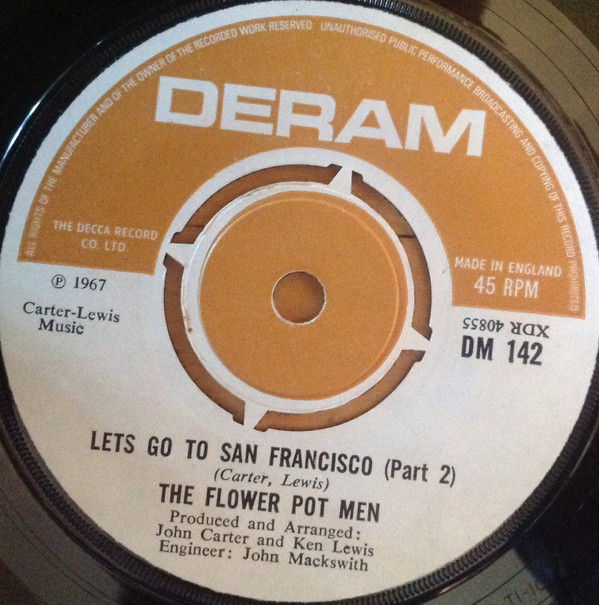 ALL RIGHTS OF THE MANUFACTURER AND OF THE OWNER OF THE RECORDED WORK RESERVED UNAUTHORISED PUBLIC PERFORMANCE BROADCASTING AND COPYING OF THIS RECORD PROHIBITED
DERAM
THE DECCA RECORD
CO. LTD.
MADE IN ENGLAND
45 RPM
℗ 1967
Carter-Lewis
Music
XDR 40855
DM 142
LETS GO TO SAN FRANCISCO (Part 2)
(Carter, Lewis)
THE FLOWER POT MEN
Produced and Arranged:
John Carter and Ken Lewis
Engineer: John Mackswith